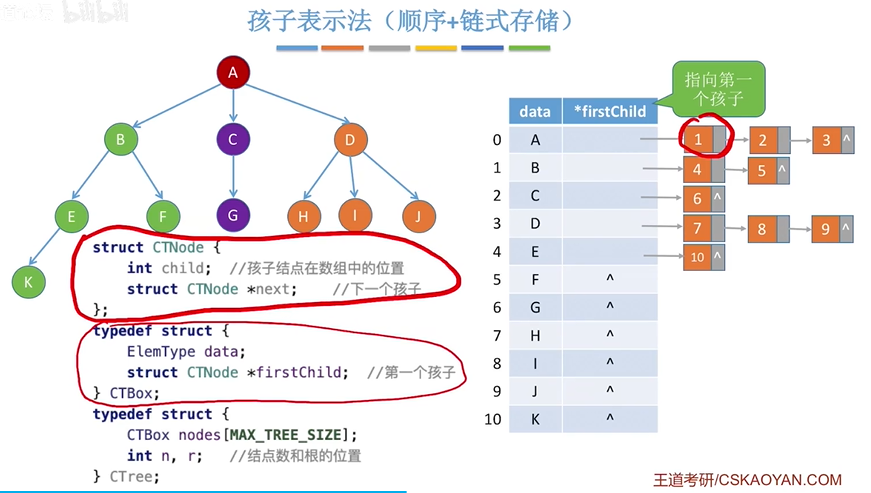 bilibili
孩子表示法（顺序+链式存储）
A
B
C
D
E
F
G
H
I
J
K
struct CTNode {
int child; //孩子结点在数组中的位置
struct CTNode *next; //下一个孩子
};
typedef struct {
ElemType data;
struct CTNode *firstChild; //第一个孩子
} CTBox;
typedef struct {
CTBox nodes[MAX_TREE_SIZE];
int n, r; //结点数和根的位置
} CTree;
指向第一
个孩子
data *firstChild
0 A 1 2 3 ^
1 B 4 5 ^
2 C 6 ^
3 D 7 8 9 ^
4 E 10 ^
5 F ^
6 G ^
7 H ^
8 I ^
9 J ^
10 K ^
王道考研/CSKAOYAN.COM